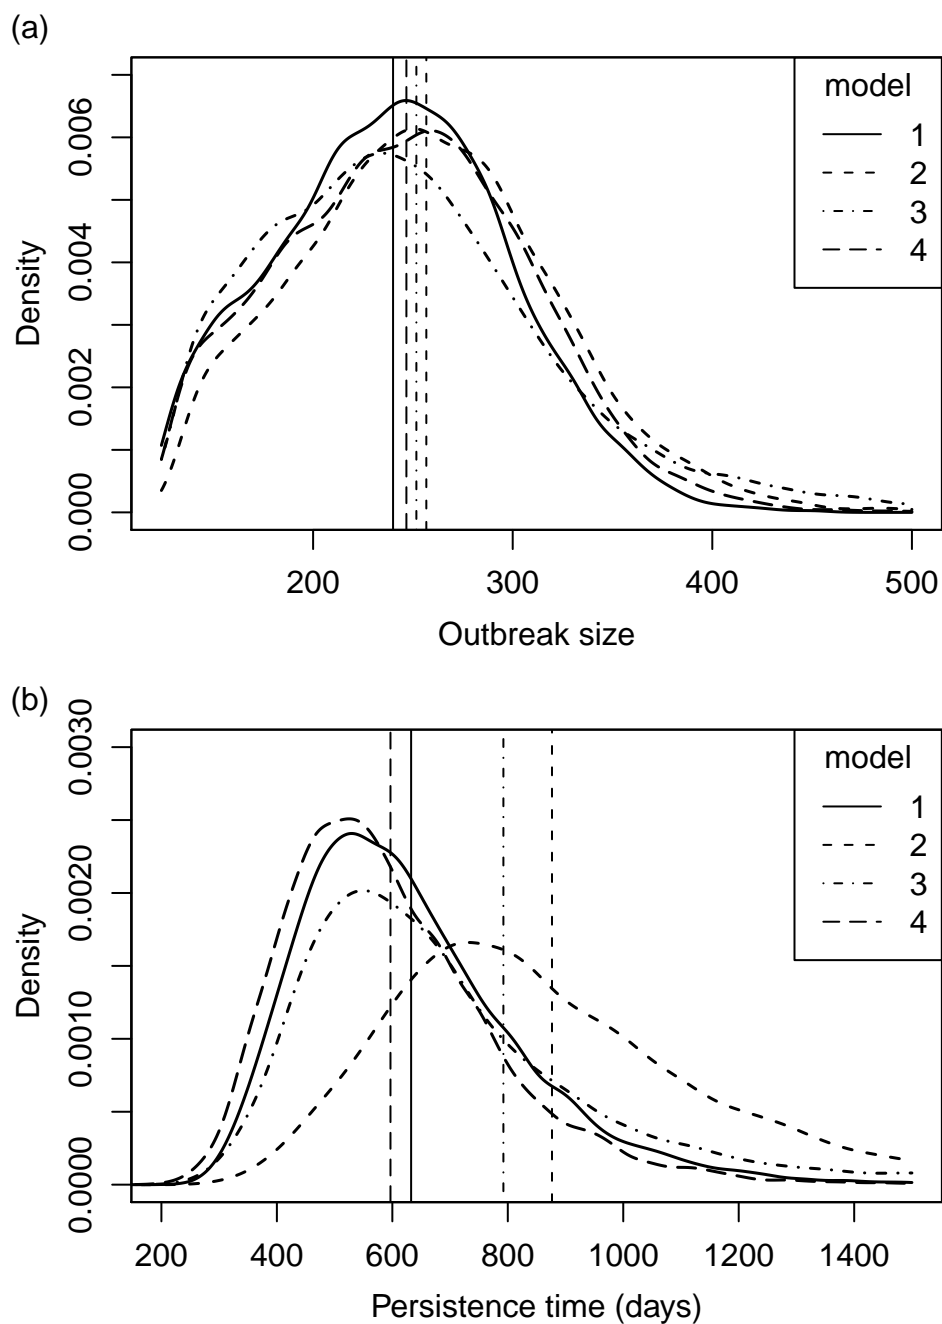 (a)
model
1
2
3
4
0.006
0.004
0.002
0.000
Density
200 300 400 500
Outbreak size
(b)
model
1
2
3
4
0.0030
0.0020
0.0010
0.0000
Density
200 400 600 800 1000 1200 1400
Persistence time (days)